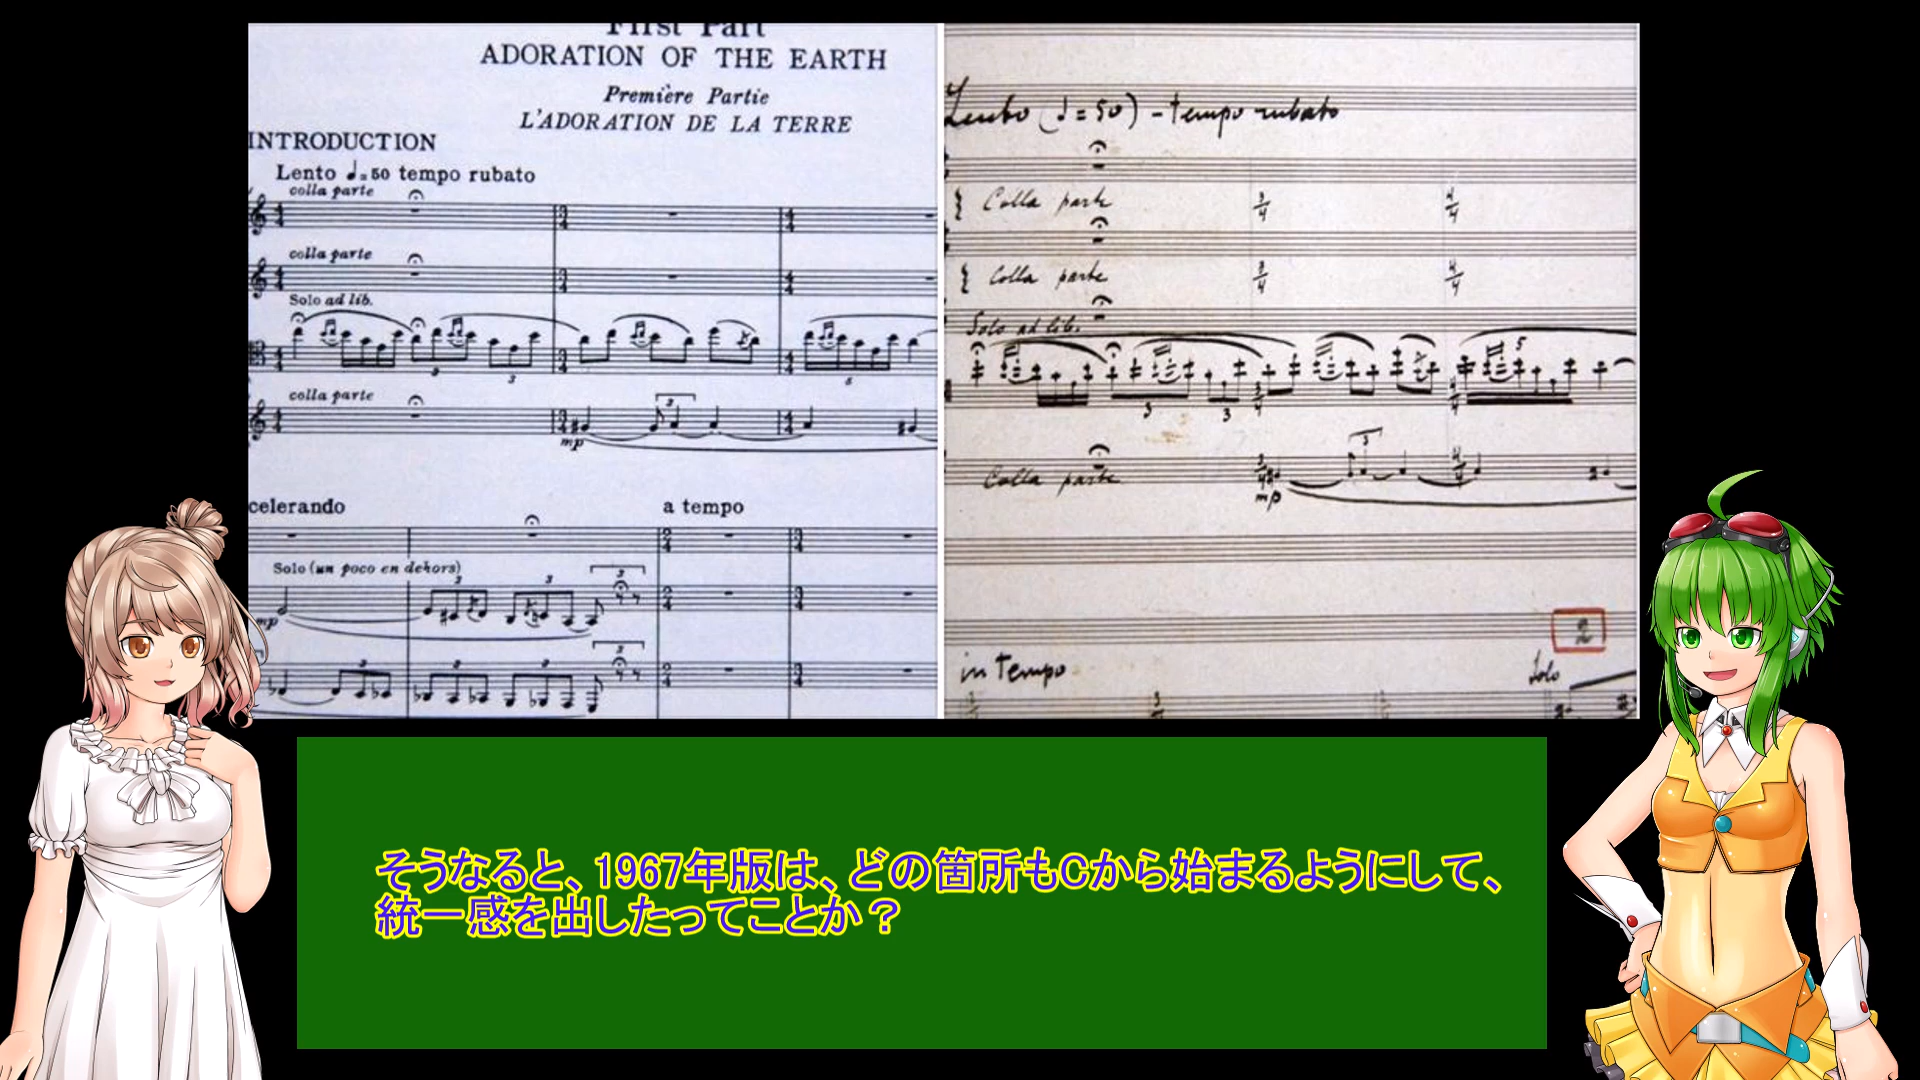 First Part
ADORATION OF THE EARTH
Première Partie
L'ADORATION DE LA TERRE
INTRODUCTION
Lento ♩=50 tempo rubato
colla parte
colla parte
Solo ad lib.
colla parte
mp
celerando
a tempo
Solo (un poco en dehors)
mp
Lento (♩=50) - tempo rubato
Colla parte
Colla parte
Solo ad lib.
Colla parte
mp
2
in Tempo
Solo
そうなると、1967年版は、どの箇所もCから始まるようにして、
統一感を出したってことか？